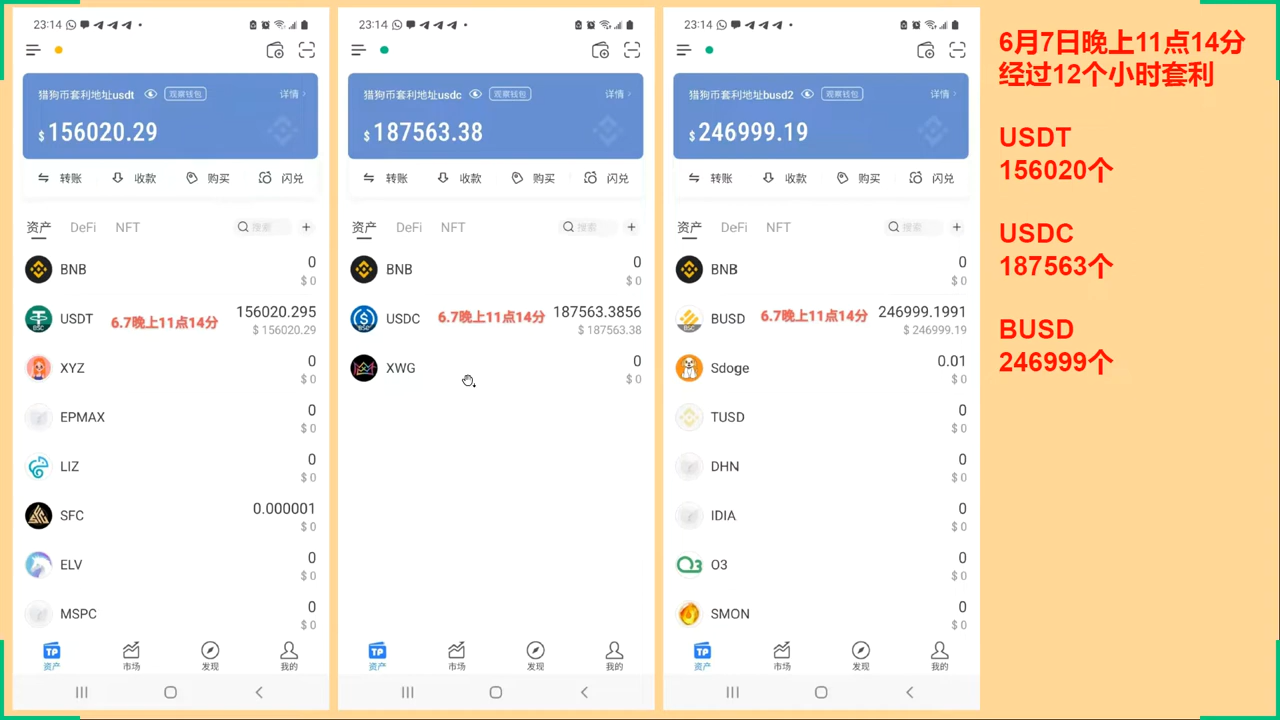 23:14
猎狗币套利地址usdt
观察钱包
详情
$156020.29
转账
收款
购买
闪兑
资产
DeFi
NFT
搜索
+
BNB
0
$ 0
USDT
6.7晚上11点14分
156020.295
$ 156020.29
XYZ
0
$ 0
EPMAX
0
$ 0
LIZ
0
$ 0
SFC
0.000001
$ 0
ELV
0
$ 0
MSPC
0
$ 0
TP
资产
市场
发现
我的
23:14
猎狗币套利地址usdc
观察钱包
详情
$187563.38
转账
收款
购买
闪兑
资产
DeFi
NFT
搜索
+
BNB
0
$ 0
BSC
USDC
6.7晚上11点14分
187563.3856
$ 187563.38
XWG
0
$ 0
TP
资产
市场
发现
我的
23:14
猎狗币套利地址busd2
观察钱包
详情
$246999.19
转账
收款
购买
闪兑
资产
DeFi
NFT
搜索
+
BNB
0
$ 0
BUSD
6.7晚上11点14分
246999.1991
$ 246999.19
Sdoge
0.01
$ 0
TUSD
0
$ 0
DHN
0
$ 0
IDIA
0
$ 0
O3
0
$ 0
SMON
0
$ 0
TP
资产
市场
发现
我的
6月7日晚上11点14分
经过12个小时套利
USDT
156020个
USDC
187563个
BUSD
246999个